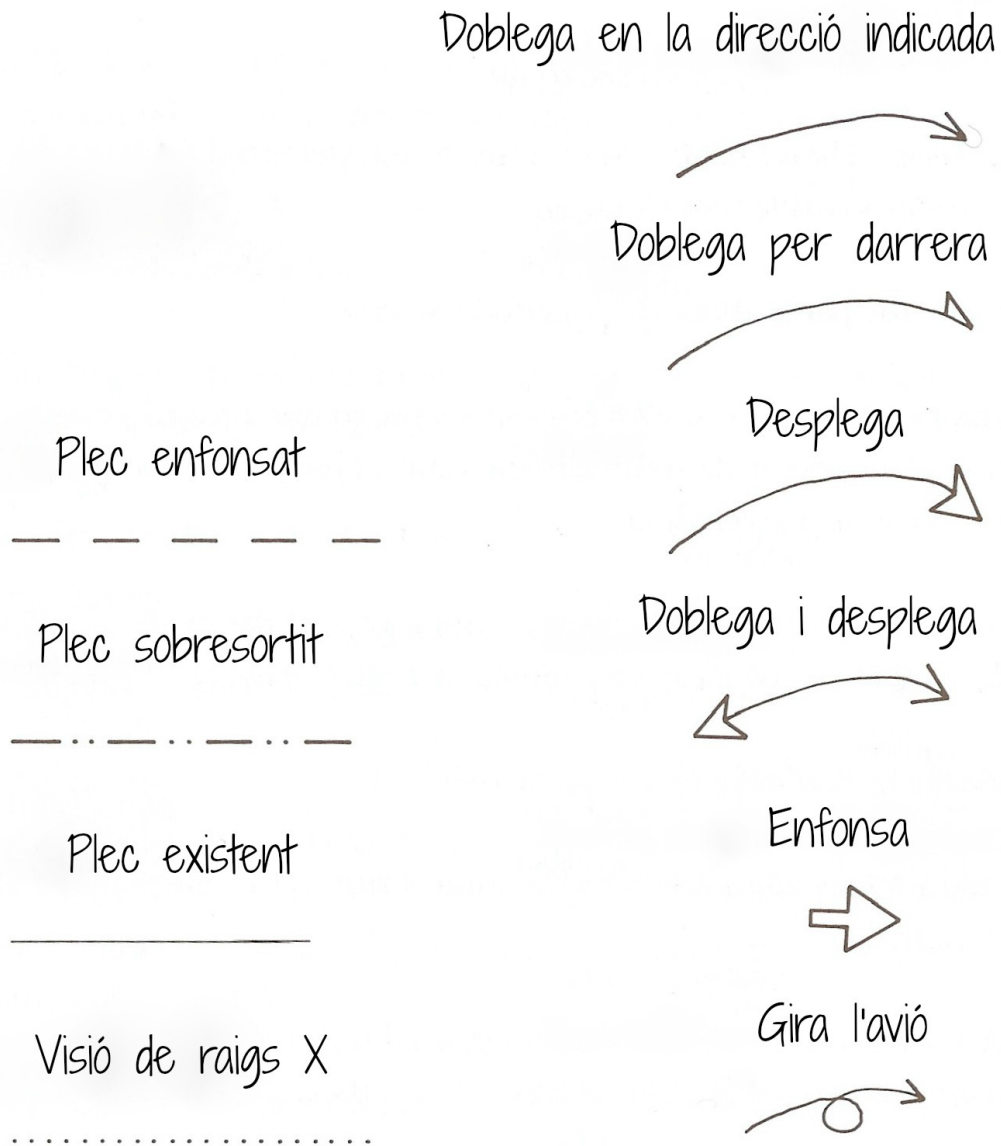 Doblega en la direcció indicada
Doblega per darrera
Desplega
Plec enfonsat
Doblega i desplega
Plec sobresortit
Enfonsa
Plec existent
Gira l'avió
Visió de raigs X